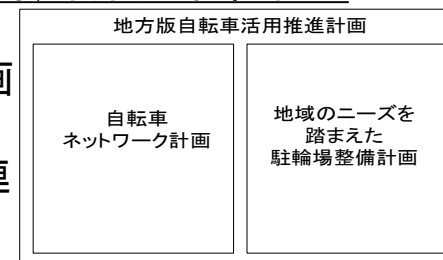 地方版自転車活用推進計画
画
自転車
ネットワーク計画
地域のニーズを
踏まえた
駐輪場整備計画